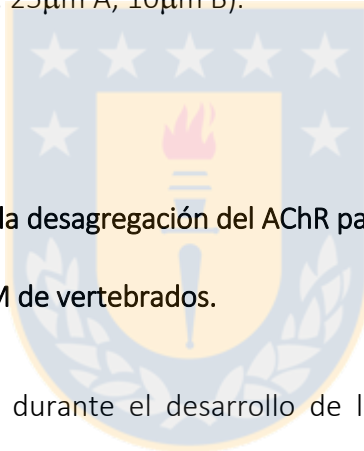 25μm A, 10μm B).
la desagregación del AChR pa
M de vertebrados.
durante el desarrollo de l